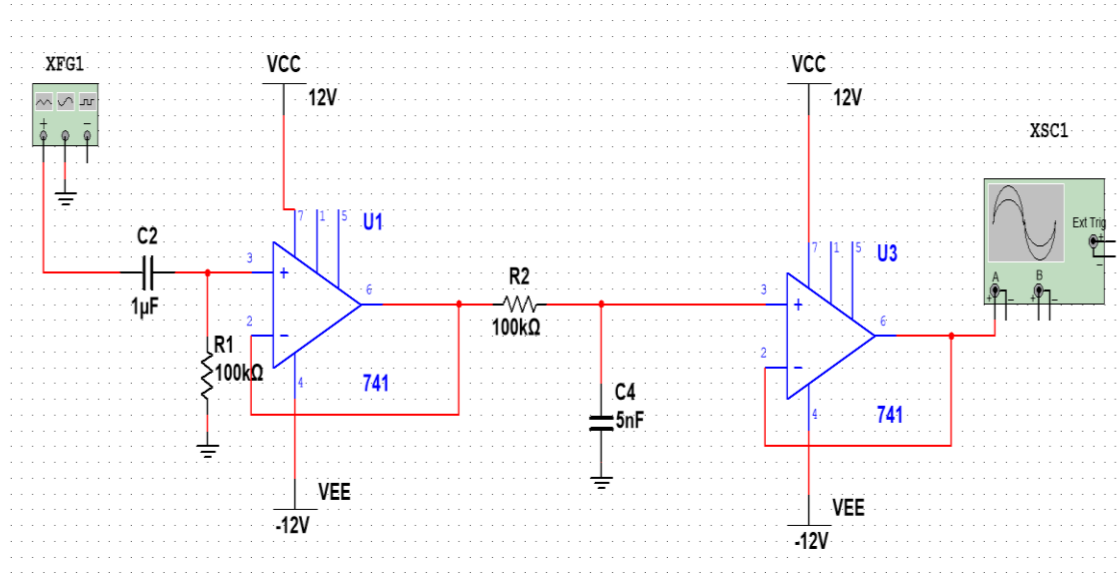 XFG1
+
−
VCC
12V
VCC
12V
XSC1
Ext Trig
+
−
A
B
+
−
+
−
7
1
5
U1
C2
1µF
3
+
2
−
6
4
741
R1
100kΩ
R2
100kΩ
7
1
5
U3
3
+
2
−
6
4
741
C4
5nF
VEE
-12V
VEE
-12V